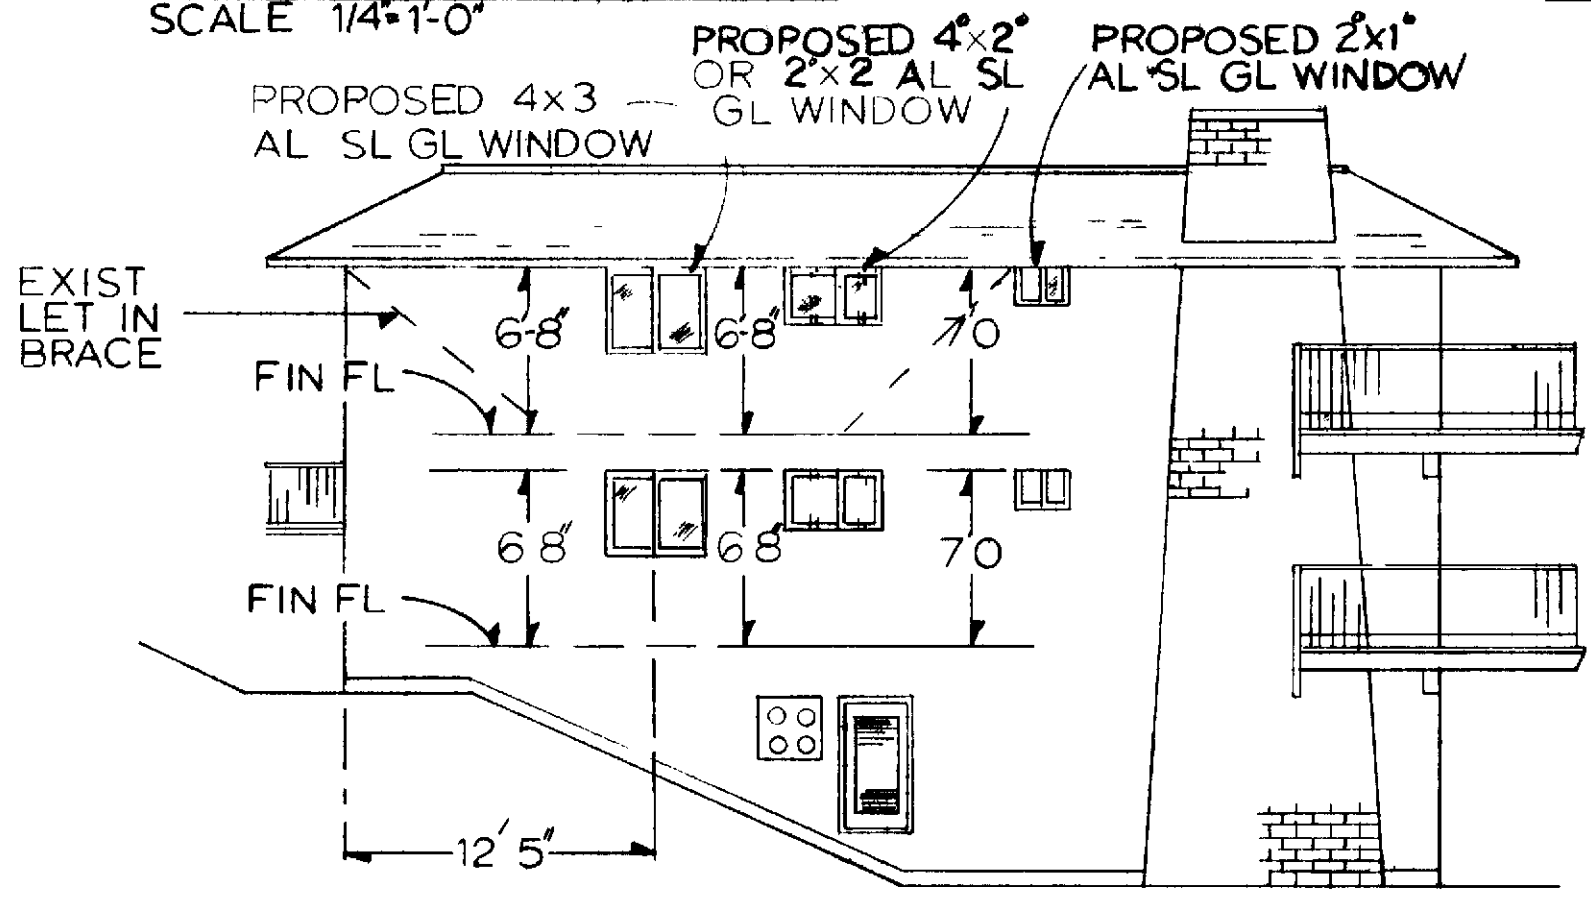 SCALE 1/4"=1'-0"
PROPOSED 4°x2°
OR 2°x2 AL SL
GL WINDOW
PROPOSED 2°x1°
AL SL GL WINDOW
PROPOSED 4x3
AL SL GL WINDOW
EXIST
LET IN
BRACE
6'-8"
6'-8"
7'0
FIN FL
6'8"
6'8"
7'0
FIN FL
12' 5"